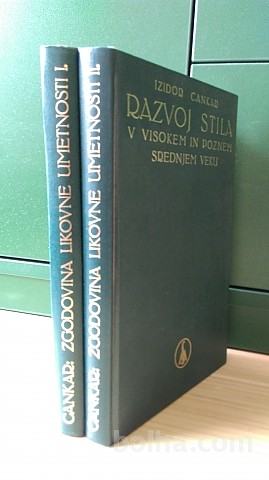 CANKAR: ZGODOVINA LIKOVNE UMETNOSTI I.
CANKAR: ZGODOVINA LIKOVNE UMETNOSTI II.
IZIDOR CANKAR
RAZVOJ STILA
V VISOKEM IN POZNEM
SREDNJEM VEKU
bolha.com